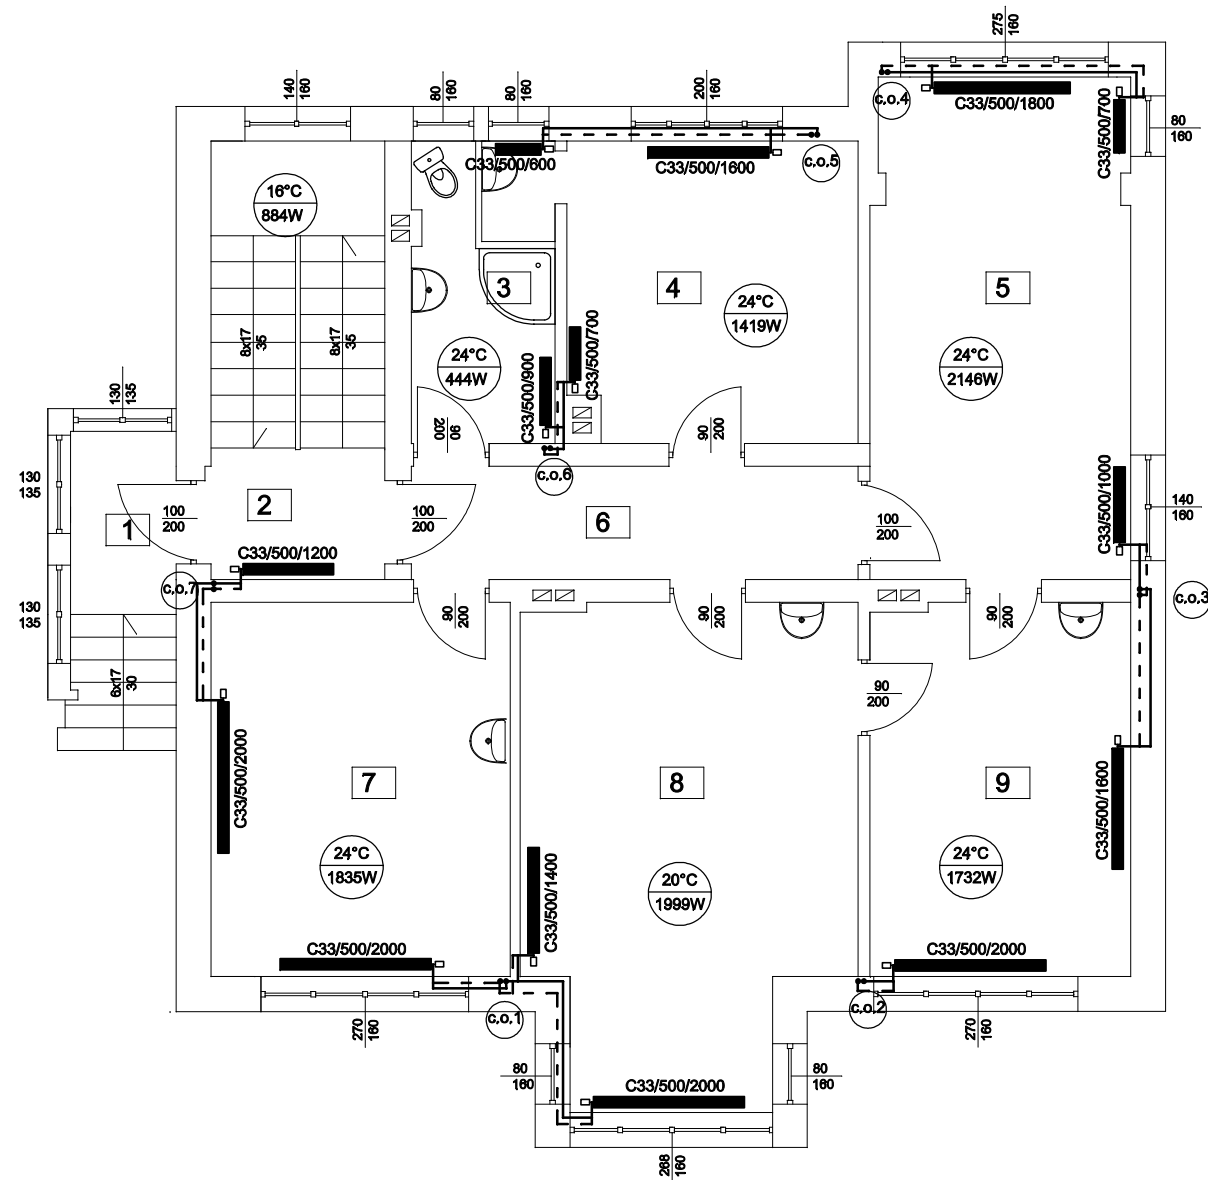 275
160
140
160
80
160
80
160
200
160
c.o.4
C33/500/1800
C33/500/700
80
160
C33/500/600
C33/500/1600
c.o.5
16°C
884W
3
4
5
24°C
1419W
8x17
35
8x17
35
24°C
444W
C33/500/900
C33/500/700
24°C
2146W
130
135
90
200
90
200
130
135
c.o.6
C33/500/1000
140
160
1
100
200
2
100
200
6
100
200
C33/500/1200
c.o.7
130
135
90
200
90
200
90
200
c.o.3
6x17
30
90
200
C33/500/2000
7
8
9
C33/500/1600
24°C
1835W
C33/500/1400
20°C
1999W
24°C
1732W
C33/500/2000
C33/500/2000
c.o.1
c.o.2
270
160
270
160
80
160
C33/500/2000
80
160
268
160